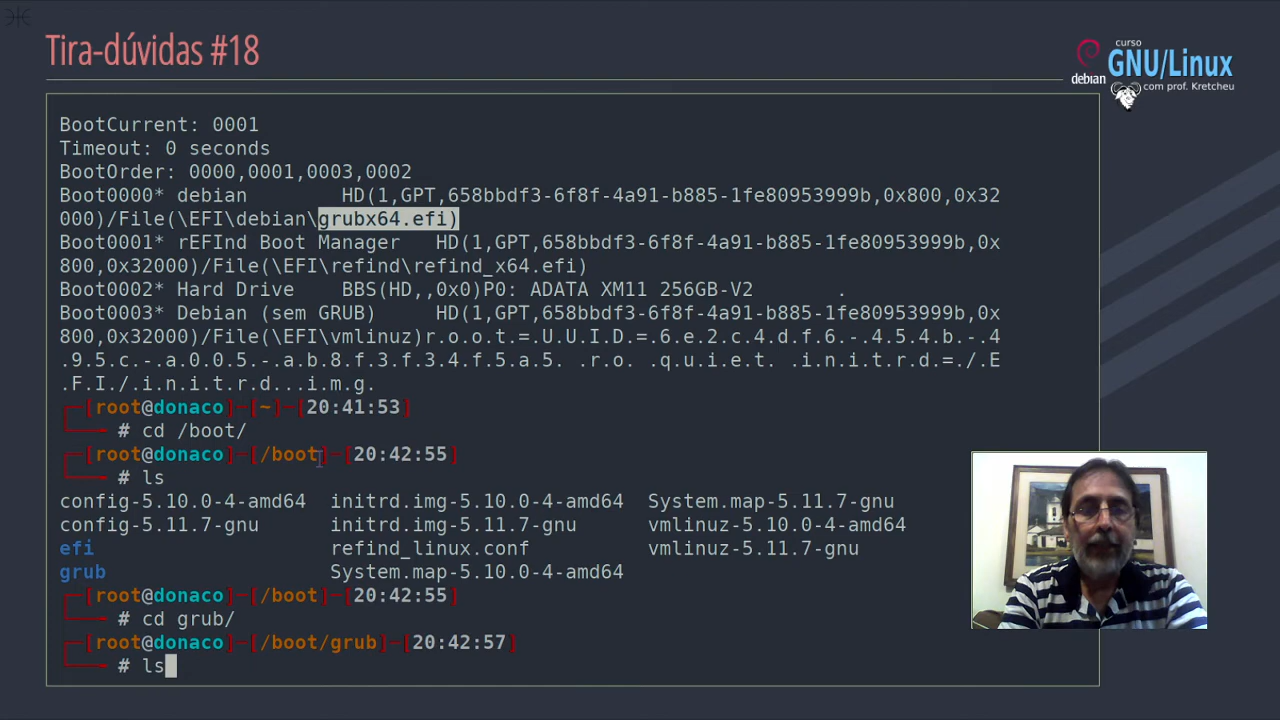 Tira-dúvidas #18
curso
GNU/Linux
debian
com prof. Kretcheu
BootCurrent: 0001
Timeout: 0 seconds
BootOrder: 0000,0001,0003,0002
Boot0000* debian HD(1,GPT,658bbdf3-6f8f-4a91-b885-1fe80953999b,0x800,0x32
000)/File(\EFI\debian\grubx64.efi)
Boot0001* rEFInd Boot Manager HD(1,GPT,658bbdf3-6f8f-4a91-b885-1fe80953999b,0x
800,0x32000)/File(\EFI\refind\refind_x64.efi)
Boot0002* Hard Drive BBS(HD,,0x0)P0: ADATA XM11 256GB-V2 .
Boot0003* Debian (sem GRUB) HD(1,GPT,658bbdf3-6f8f-4a91-b885-1fe80953999b,0x
800,0x32000)/File(\EFI\vmlinuz)r.o.o.t.=.U.U.I.D.=.6.e.2.c.4.d.f.6.-.4.5.4.b.-.4
.9.5.c.-.a.0.0.5.-.a.b.8.f.3.f.3.4.f.5.a.5. .r.o. .q.u.i.e.t. .i.n.i.t.r.d.=./.E
.F.I./.i.n.i.t.r.d...i.m.g.
[root@donaco]-[~]-[20:41:53]
# cd /boot/
[root@donaco]-[/boot]-[20:42:55]
# ls
config-5.10.0-4-amd64 initrd.img-5.10.0-4-amd64 System.map-5.11.7-gnu
config-5.11.7-gnu initrd.img-5.11.7-gnu vmlinuz-5.10.0-4-amd64
efi refind_linux.conf vmlinuz-5.11.7-gnu
grub System.map-5.10.0-4-amd64
[root@donaco]-[/boot]-[20:42:55]
# cd grub/
[root@donaco]-[/boot/grub]-[20:42:57]
# ls